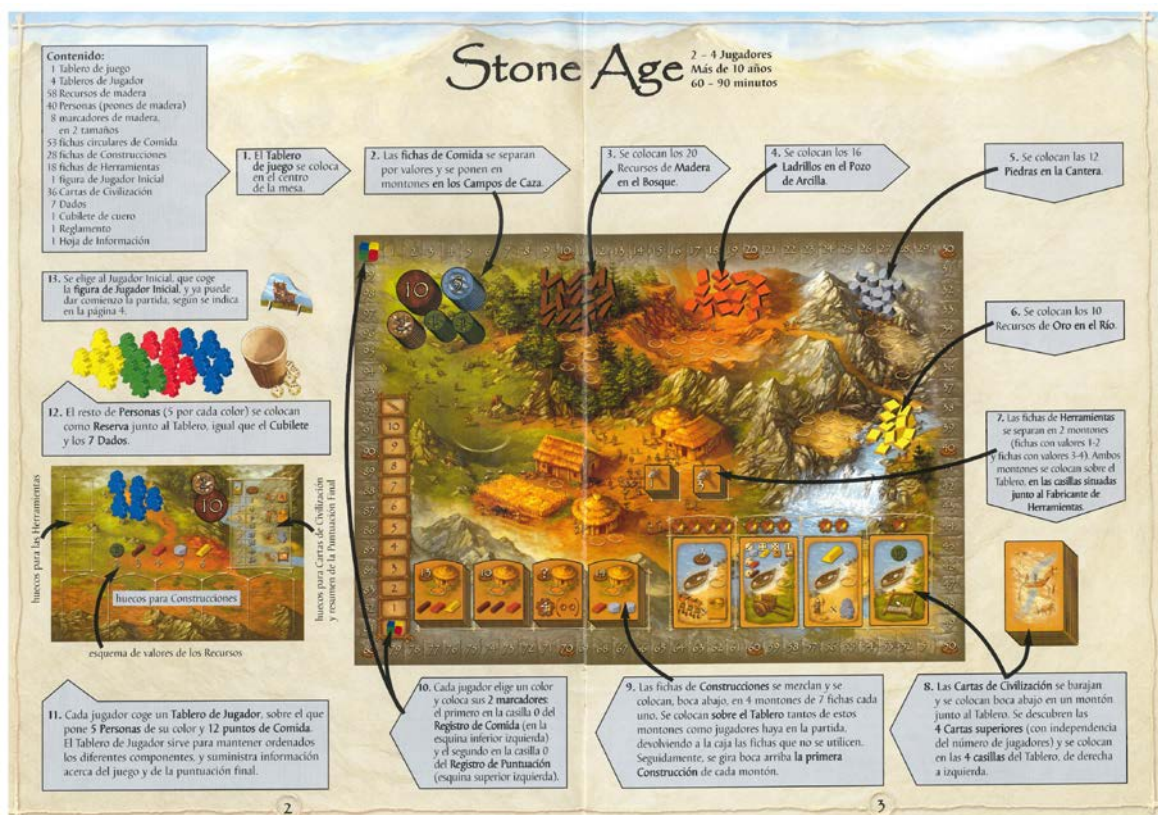 Stone Age
2 - 4 Jugadores
Más de 10 años
60 - 90 minutos
Contenido:
1 Tablero de juego
4 Tableros de Jugador
58 Recursos de madera
40 Personas (peones de madera)
8 marcadores de madera,
en 2 tamaños
53 fichas circulares de Comida
28 fichas de Construcciones
18 fichas de Herramientas
1 figura de Jugador Inicial
36 Cartas de Civilización
7 Dados
1 Cubilete de cuero
1 Reglamento
1 Hoja de Información
1. El Tablero
de juego se coloca
en el centro
de la mesa.
2. Las fichas de Comida se separan
por valores y se ponen en
montones en los Campos de Caza.
3. Se colocan los 20
Recursos de Madera
en el Bosque.
4. Se colocan los 16
Ladrillos en el Pozo
de Arcilla.
5. Se colocan las 12
Piedras en la Cantera.
6. Se colocan los 10
Recursos de Oro en el Río.
7. Las fichas de Herramientas
se separan en 2 montones
(fichas con valores 1-2
y fichas con valores 3-4). Ambos
montones se colocan sobre el
Tablero, en las casillas situadas
junto al Fabricante de
Herramientas.
13. Se elige al Jugador Inicial, que coge
la figura de Jugador Inicial, y ya puede
dar comienzo la partida, según se indica
en la página 4.
12. El resto de Personas (5 por cada color) se colocan
como Reserva junto al Tablero, igual que el Cubilete
y los 7 Dados.
huecos para las Herramientas
10
huecos para Construcciones
huecos para Cartas de Civilización
y resumen de la Puntuación Final
esquema de valores de los Recursos
11. Cada jugador coge un Tablero de Jugador, sobre el que
pone 5 Personas de su color y 12 puntos de Comida.
El Tablero de Jugador sirve para mantener ordenados
los diferentes componentes, y suministra información
acerca del juego y de la puntuación final.
10. Cada jugador elige un color
y coloca sus 2 marcadores:
el primero en la casilla 0 del
Registro de Comida (en la
esquina inferior izquierda)
y el segundo en la casilla 0
del Registro de Puntuación
(esquina superior izquierda).
9. Las fichas de Construcciones se mezclan y se
colocan, boca abajo, en 4 montones de 7 fichas cada
uno. Se colocan sobre el Tablero tantos de estos
montones como jugadores haya en la partida,
devolviendo a la caja las fichas que no se utilicen.
Seguidamente, se gira boca arriba la primera
Construcción de cada montón.
8. Las Cartas de Civilización se barajan
y se colocan boca abajo en un montón
junto al Tablero. Se descubren las
4 Cartas superiores (con independencia
del número de jugadores) y se colocan
en las 4 casillas del Tablero, de derecha
a izquierda.
2
3